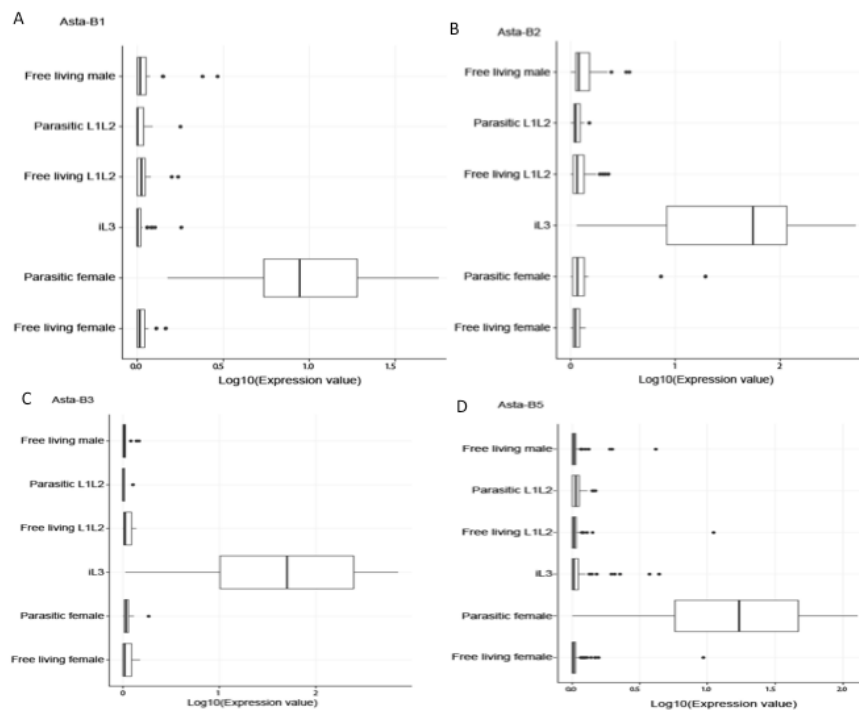 A
Asta-B1
Free living male
Parasitic L1L2
Free living L1L2
iL3
Parasitic female
Free living female
0
0.5
1.0
1.5
Log10(Expression value)
B
Asta-B2
Free living male
Parasitic L1L2
Free living L1L2
iL3
Parasitic female
Free living female
0
1
2
Log10(Expression value)
C
Asta-B3
Free living male
Parasitic L1L2
Free living L1L2
iL3
Parasitic female
Free living female
0
1
2
Log10(Expression value)
D
Asta-B5
Free living male
Parasitic L1L2
Free living L1L2
iL3
Parasitic female
Free living female
0.0
0.5
1.0
1.5
2.0
Log10(Expression value)